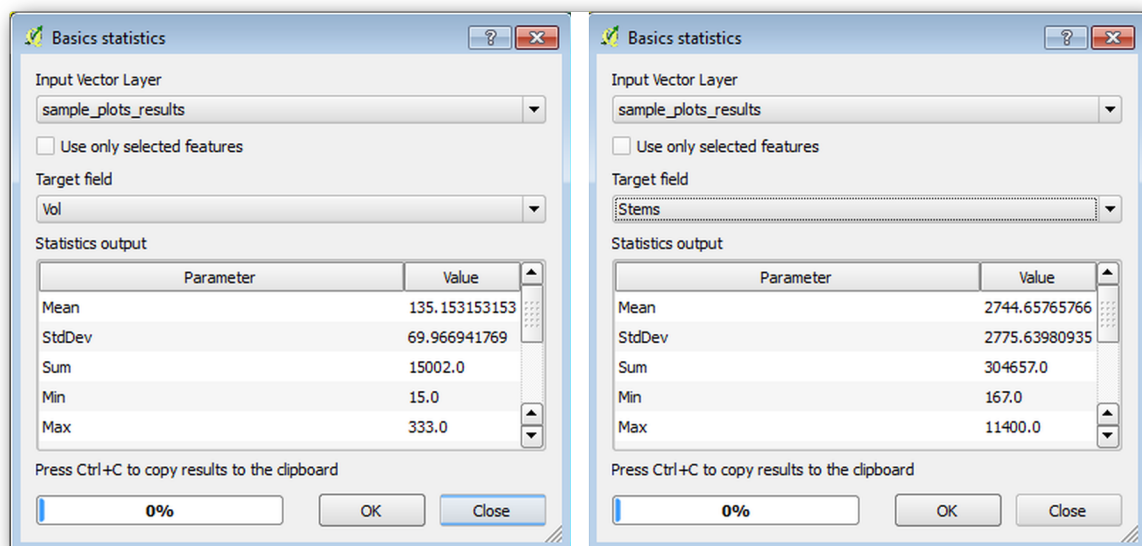 Basics statistics
Input Vector Layer
sample_plots_results
Use only selected features
Target field
Vol
Statistics output
Parameter Value
Mean 135.153153153
StdDev 69.966941769
Sum 15002.0
Min 15.0
Max 333.0
Press Ctrl+C to copy results to the clipboard
0% OK Close
Basics statistics
Input Vector Layer
sample_plots_results
Use only selected features
Target field
Stems
Statistics output
Parameter Value
Mean 2744.65765766
StdDev 2775.63980935
Sum 304657.0
Min 167.0
Max 11400.0
Press Ctrl+C to copy results to the clipboard
0% OK Close